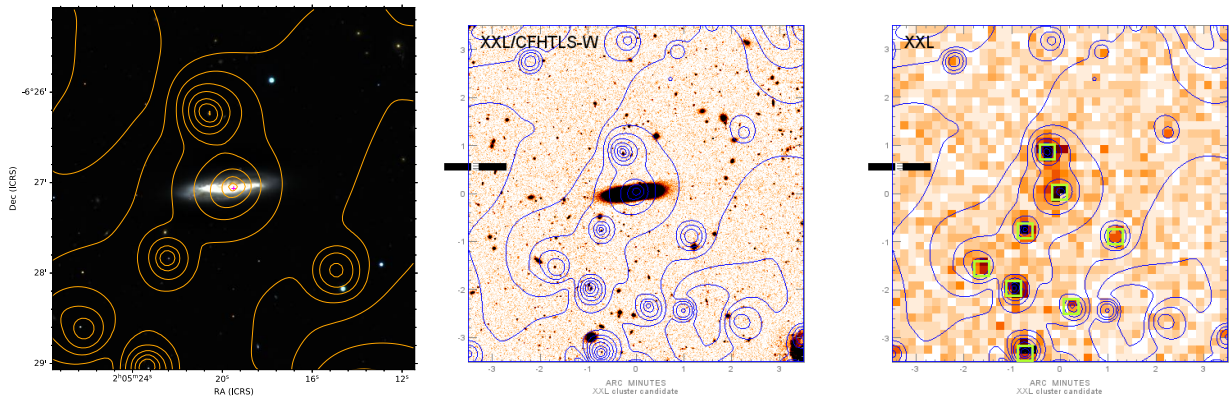 -6°26'
27'
28'
29'
Dec (ICRS)
2ʰ05ᵐ24ˢ
20ˢ
16ˢ
12ˢ
RA (ICRS)
XXL/CFHTLS-W
3
2
1
0
-1
-2
-3
-3
-2
-1
0
1
2
3
ARC MINUTES
XXL cluster candidate
XXL
3
2
1
0
-1
-2
-3
-3
-2
-1
0
1
2
3
ARC MINUTES
XXL cluster candidate